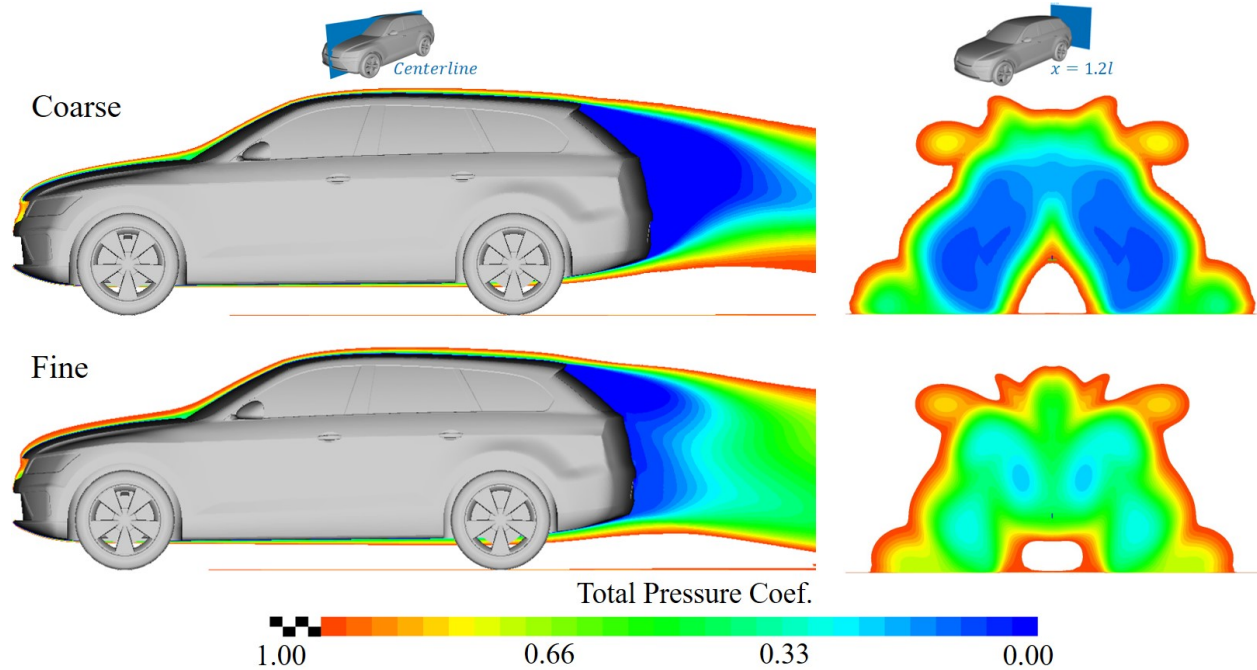 Centerline
x = 1.2l
Coarse
Fine
Total Pressure Coef.
1.00 0.66 0.33 0.00